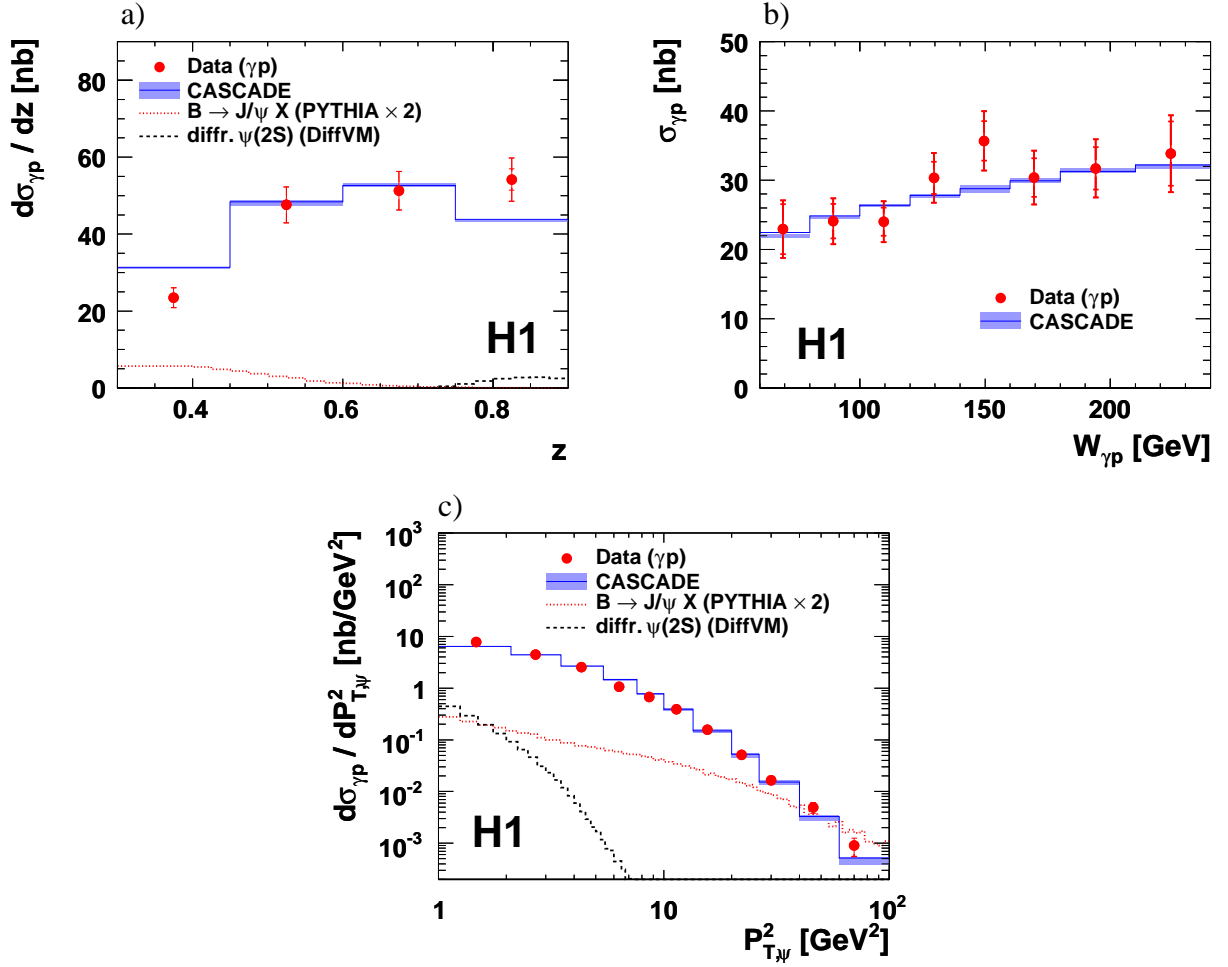 a)
dσγp / dz [nb]
80
60
40
20
0
0.4
0.6
0.8
z
Data (γp)
CASCADE
B → J/ψ X (PYTHIA × 2)
diffr. ψ(2S) (DiffVM)
H1
b)
σγp [nb]
50
40
30
20
10
0
100
150
200
Wγp [GeV]
Data (γp)
CASCADE
H1
c)
dσγp / dP²T,ψ [nb/GeV²]
10³
10²
10
1
10⁻¹
10⁻²
10⁻³
1
10
10²
P²T,ψ [GeV²]
Data (γp)
CASCADE
B → J/ψ X (PYTHIA × 2)
diffr. ψ(2S) (DiffVM)
H1